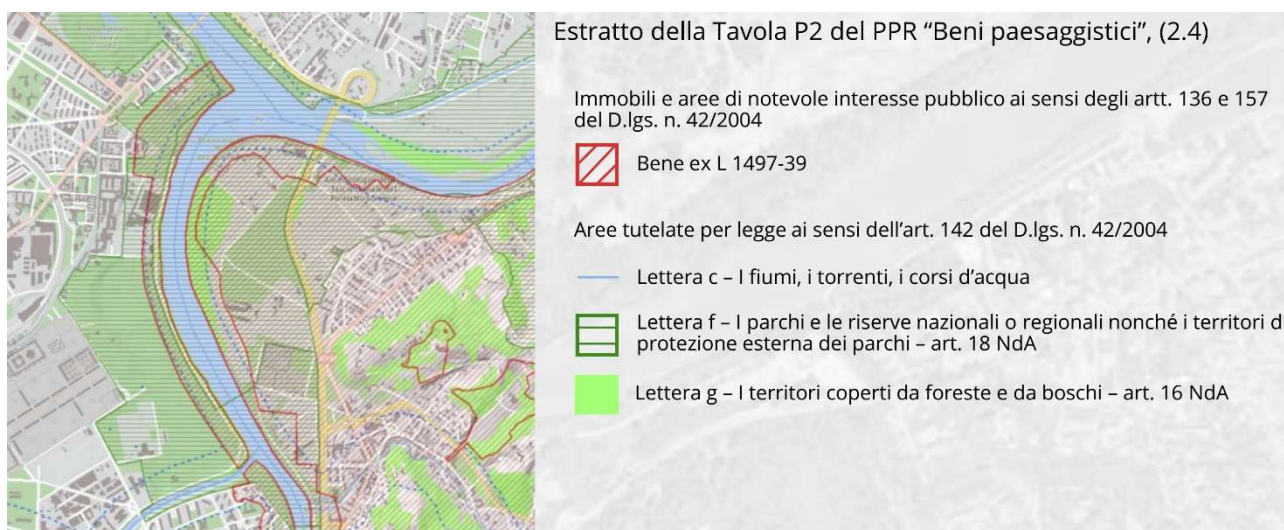 Estratto della Tavola P2 del PPR “Beni paesaggistici”, (2.4)
Immobili e aree di notevole interesse pubblico ai sensi degli artt. 136 e 157
del D.lgs. n. 42/2004
Bene ex L 1497-39
Aree tutelate per legge ai sensi dell’art. 142 del D.lgs. n. 42/2004
Lettera c – I fiumi, i torrenti, i corsi d’acqua
Lettera f – I parchi e le riserve nazionali o regionali nonché i territori d
protezione esterna dei parchi – art. 18 NdA
Lettera g – I territori coperti da foreste e da boschi – art. 16 NdA